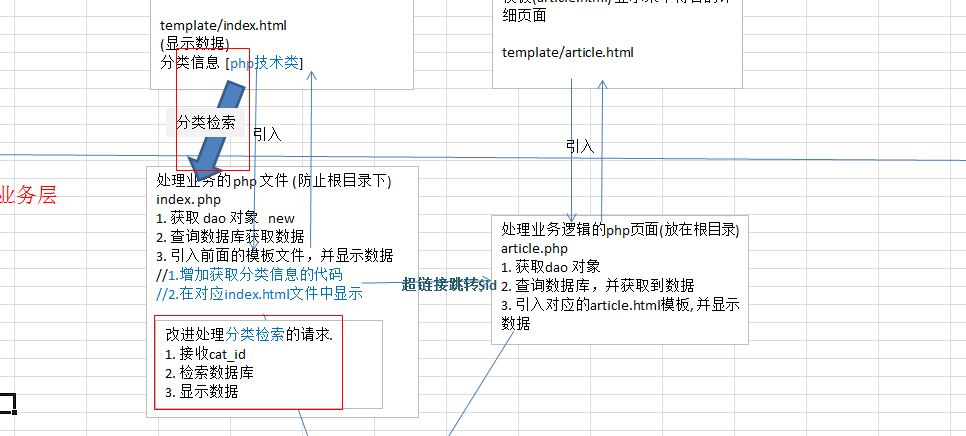 template/index.html
(显示数据)
分类信息 [php技术类]
分类检索
引入
细页面
template/article.html
引入
业务层
处理业务的php文件 (防止根目录下)
index.php
1. 获取 dao 对象 new
2. 查询数据库获取数据
3. 引入前面的模板文件，并显示数据
//1.增加获取分类信息的代码
//2.在对应index.html文件中显示
改进处理分类检索的请求.
1. 接收cat_id
2. 检索数据库
3. 显示数据
超链接跳转$id
处理业务逻辑的php页面(放在根目录)
article.php
1. 获取dao 对象
2. 查询数据库，并获取到数据
3. 引入对应的article.html模板, 并显示
数据